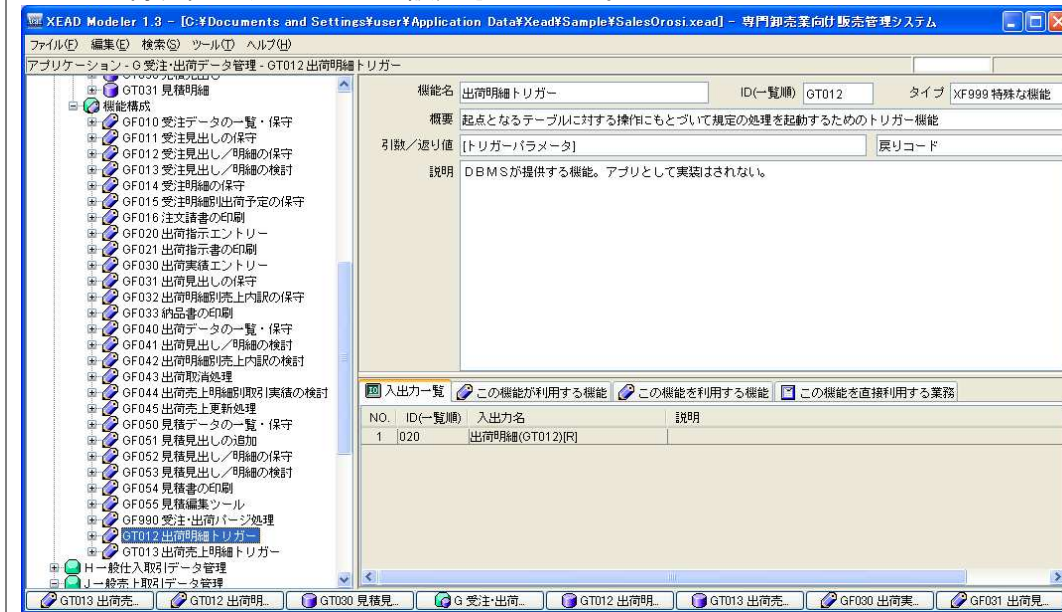 XEAD Modeler 1.3 - [C:¥Documents and Settings¥user¥Application Data¥Xead¥Sample¥SalesOrosi.xead] - 専門卸売業向け販売管理システム
ファイル(F) 編集(E) 検索(S) ツール(T) ヘルプ(H)
アプリケーション - G 受注・出荷データ管理 - GT012 出荷明細トリガー
GT031 見積明細
機能構成
GF010 受注データの一覧・保守
GF011 受注見出しの保守
GF012 受注見出し/明細の保守
GF013 受注見出し/明細の検討
GF014 受注明細の保守
GF015 受注明細別出荷予定の保守
GF016 注文請書の印刷
GF020 出荷指示エントリー
GF021 出荷指示書の印刷
GF030 出荷実績エントリー
GF031 出荷見出しの保守
GF032 出荷明細別売上内訳の保守
GF033 納品書の印刷
GF040 出荷データの一覧・保守
GF041 出荷見出し/明細の検討
GF042 出荷明細別売上内訳の検討
GF043 出荷取消処理
GF044 出荷売上明細別取引実績の検討
GF045 出荷売上更新処理
GF050 見積データの一覧・保守
GF051 見積見出しの追加
GF052 見積見出し/明細の保守
GF053 見積見出し/明細の検討
GF054 見積書の印刷
GF055 見積編集ツール
GF990 受注・出荷パージ処理
GT012 出荷明細トリガー
GT013 出荷売上明細トリガー
H 一般仕入取引データ管理
J 一般売上取引データ管理
機能名 出荷明細トリガー ID(一覧順) GT012 タイプ XF999 特殊な機能
概要 起点となるテーブルに対する操作にもとづいて規定の処理を起動するためのトリガー機能
引数/返り値 [トリガーパラメータ] 戻りコード
説明 DBMSが提供する機能。アプリとして実装はされない。
入出力一覧 この機能が利用する機能 この機能を利用する機能 この機能を直接利用する業務
NO. ID(一覧順) 入出力名 説明
1 020 出荷明細(GT012)[R]
GT013 出荷売... GT012 出荷明... GT030 見積見... G 受注・出荷... GT012 出荷明... GT013 出荷売... GF030 出荷実... GF031 出荷見...